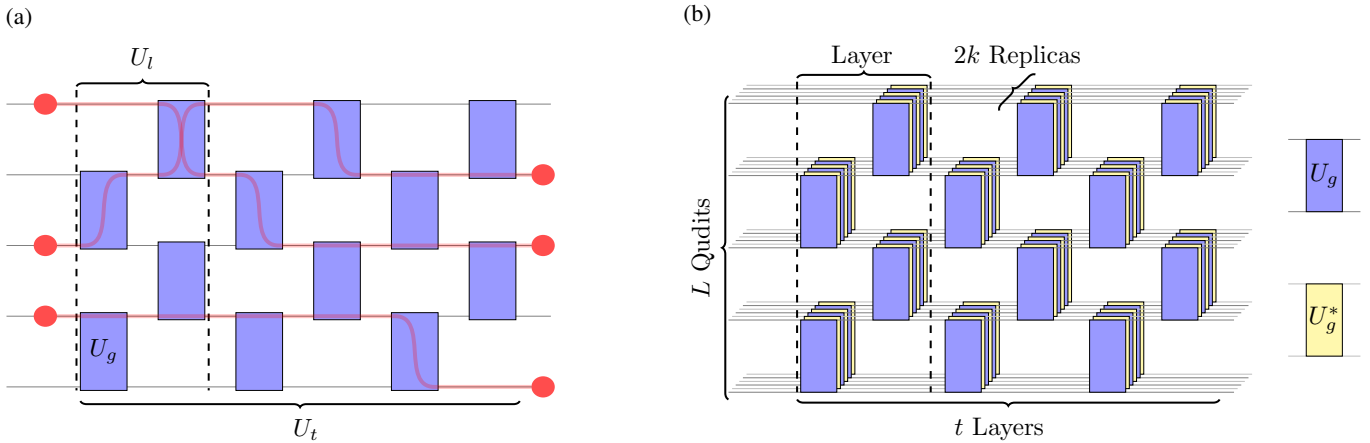 (a)
U_l
U_g
U_t
(b)
Layer
2k Replicas
L Qudits
t Layers
U_g
U_g^*